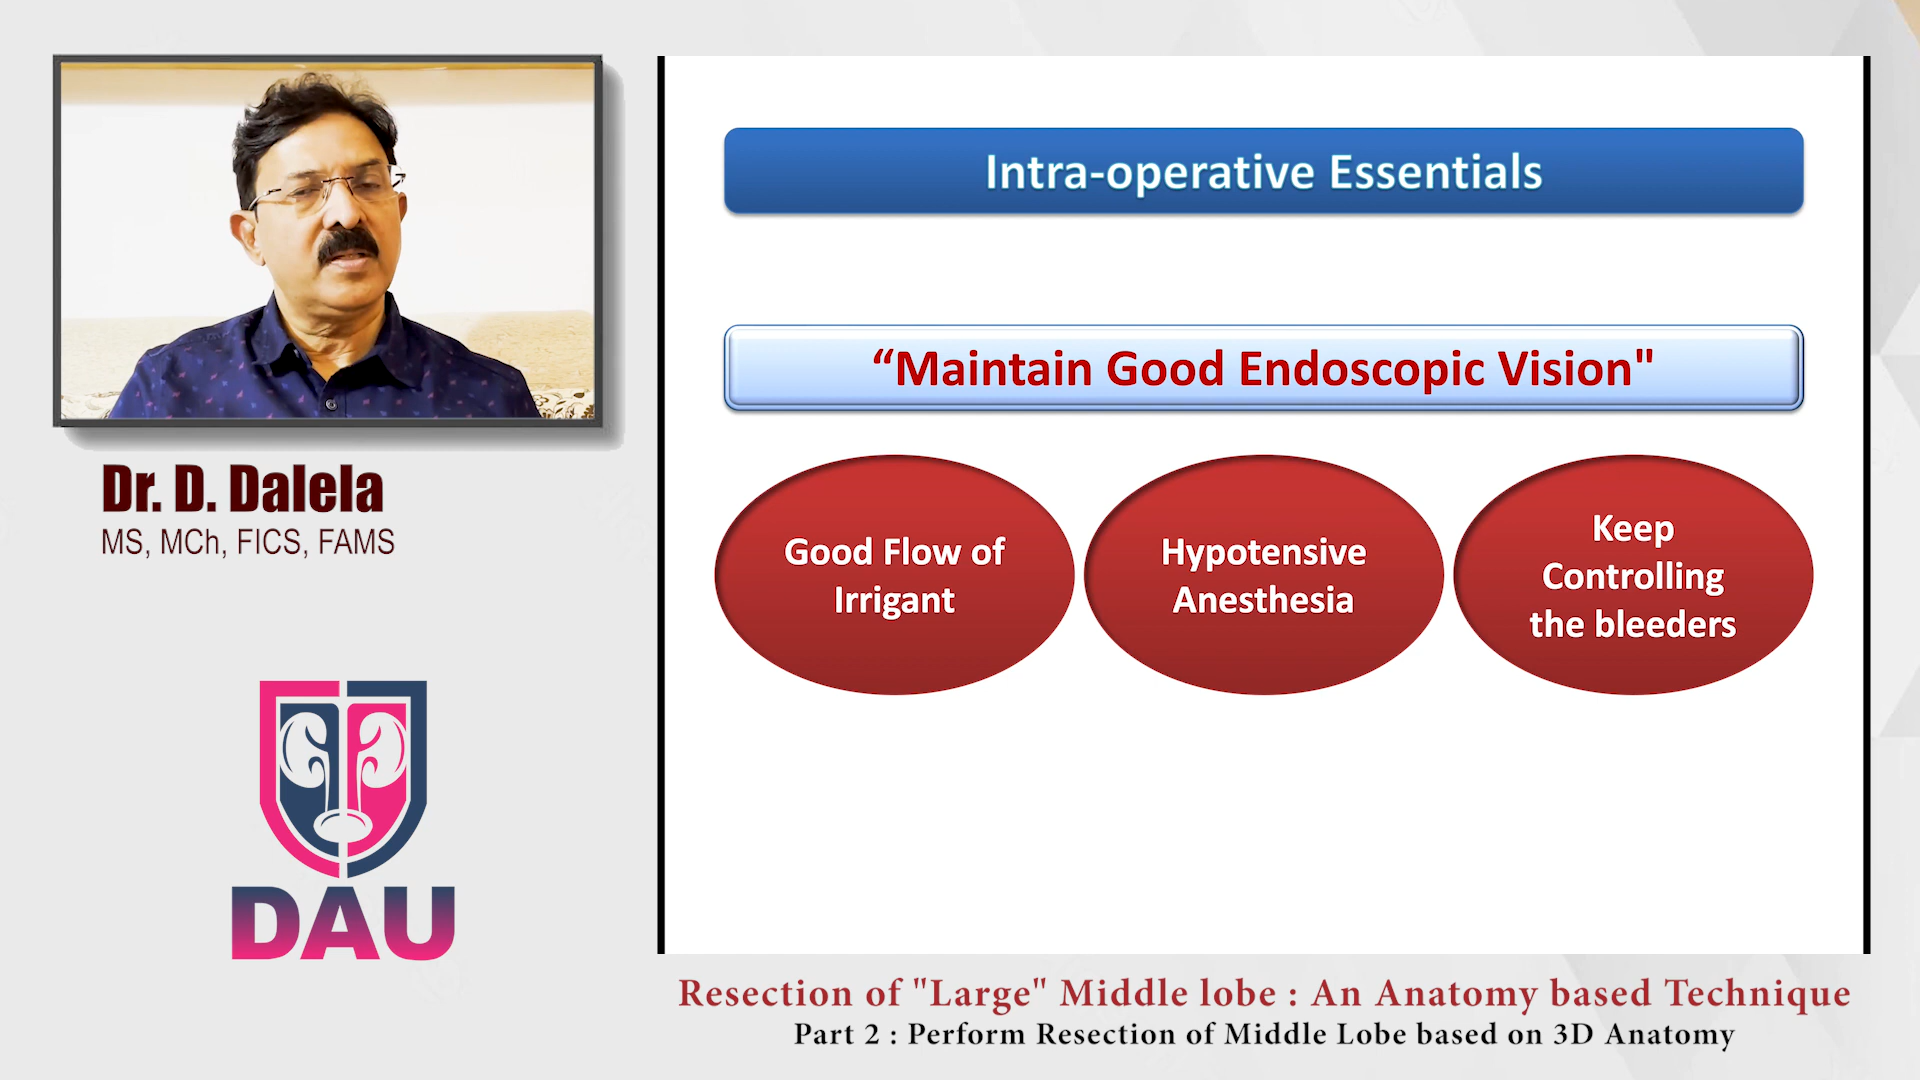 Dr. D. Dalela
MS, MCh, FICS, FAMS
DAU
Intra-operative Essentials
“Maintain Good Endoscopic Vision"
Good Flow of
Irrigant
Hypotensive
Anesthesia
Keep
Controlling
the bleeders
Resection of "Large" Middle lobe : An Anatomy based Technique
Part 2 : Perform Resection of Middle Lobe based on 3D Anatomy